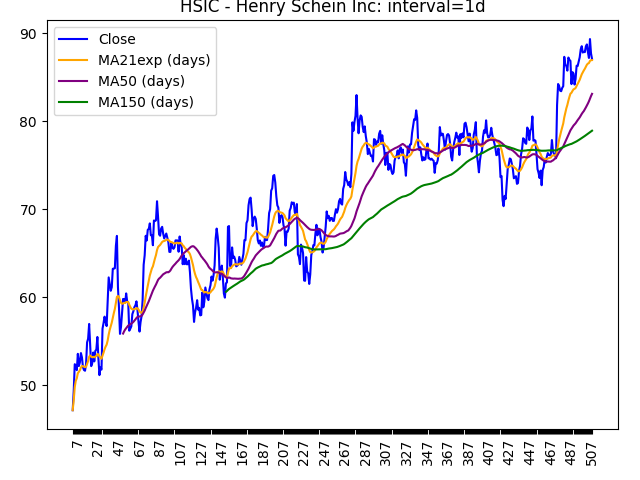 HSIC - Henry Schein Inc: interval=1d
Close
MA21exp (days)
MA50 (days)
MA150 (days)
90
80
70
60
50
7 27 47 67 87 107 127 147 167 187 207 227 247 267 287 307 327 347 367 387 407 427 447 467 487 507